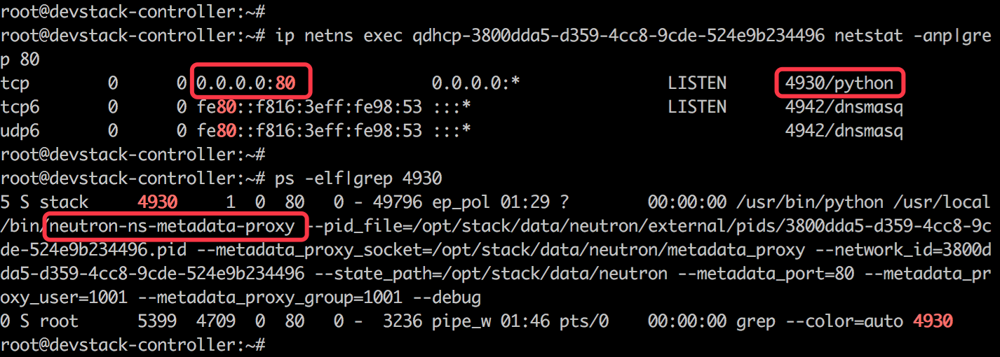 root@devstack-controller:~#
root@devstack-controller:~# ip netns exec qdhcp-3800dda5-d359-4cc8-9cde-524e9b234496 netstat -anp|gre
p 80
tcp        0      0 0.0.0.0:80              0.0.0.0:*               LISTEN      4930/python
tcp6       0      0 fe80::f816:3eff:fe98:53 :::*                    LISTEN      4942/dnsmasq
udp6       0      0 fe80::f816:3eff:fe98:53 :::*                                4942/dnsmasq
root@devstack-controller:~#
root@devstack-controller:~# ps -elf|grep 4930
5 S stack     4930     1  0  80   0 - 49796 ep_pol 01:29 ?        00:00:00 /usr/bin/python /usr/local
/bin/neutron-ns-metadata-proxy --pid_file=/opt/stack/data/neutron/external/pids/3800dda5-d359-4cc8-9c
de-524e9b234496.pid --metadata_proxy_socket=/opt/stack/data/neutron/metadata_proxy --network_id=3800d
da5-d359-4cc8-9cde-524e9b234496 --state_path=/opt/stack/data/neutron --metadata_port=80 --metadata_pr
oxy_user=1001 --metadata_proxy_group=1001 --debug
0 S root      5399  4709  0  80   0 -  3236 pipe_w 01:46 pts/0    00:00:00 grep --color=auto 4930
root@devstack-controller:~#